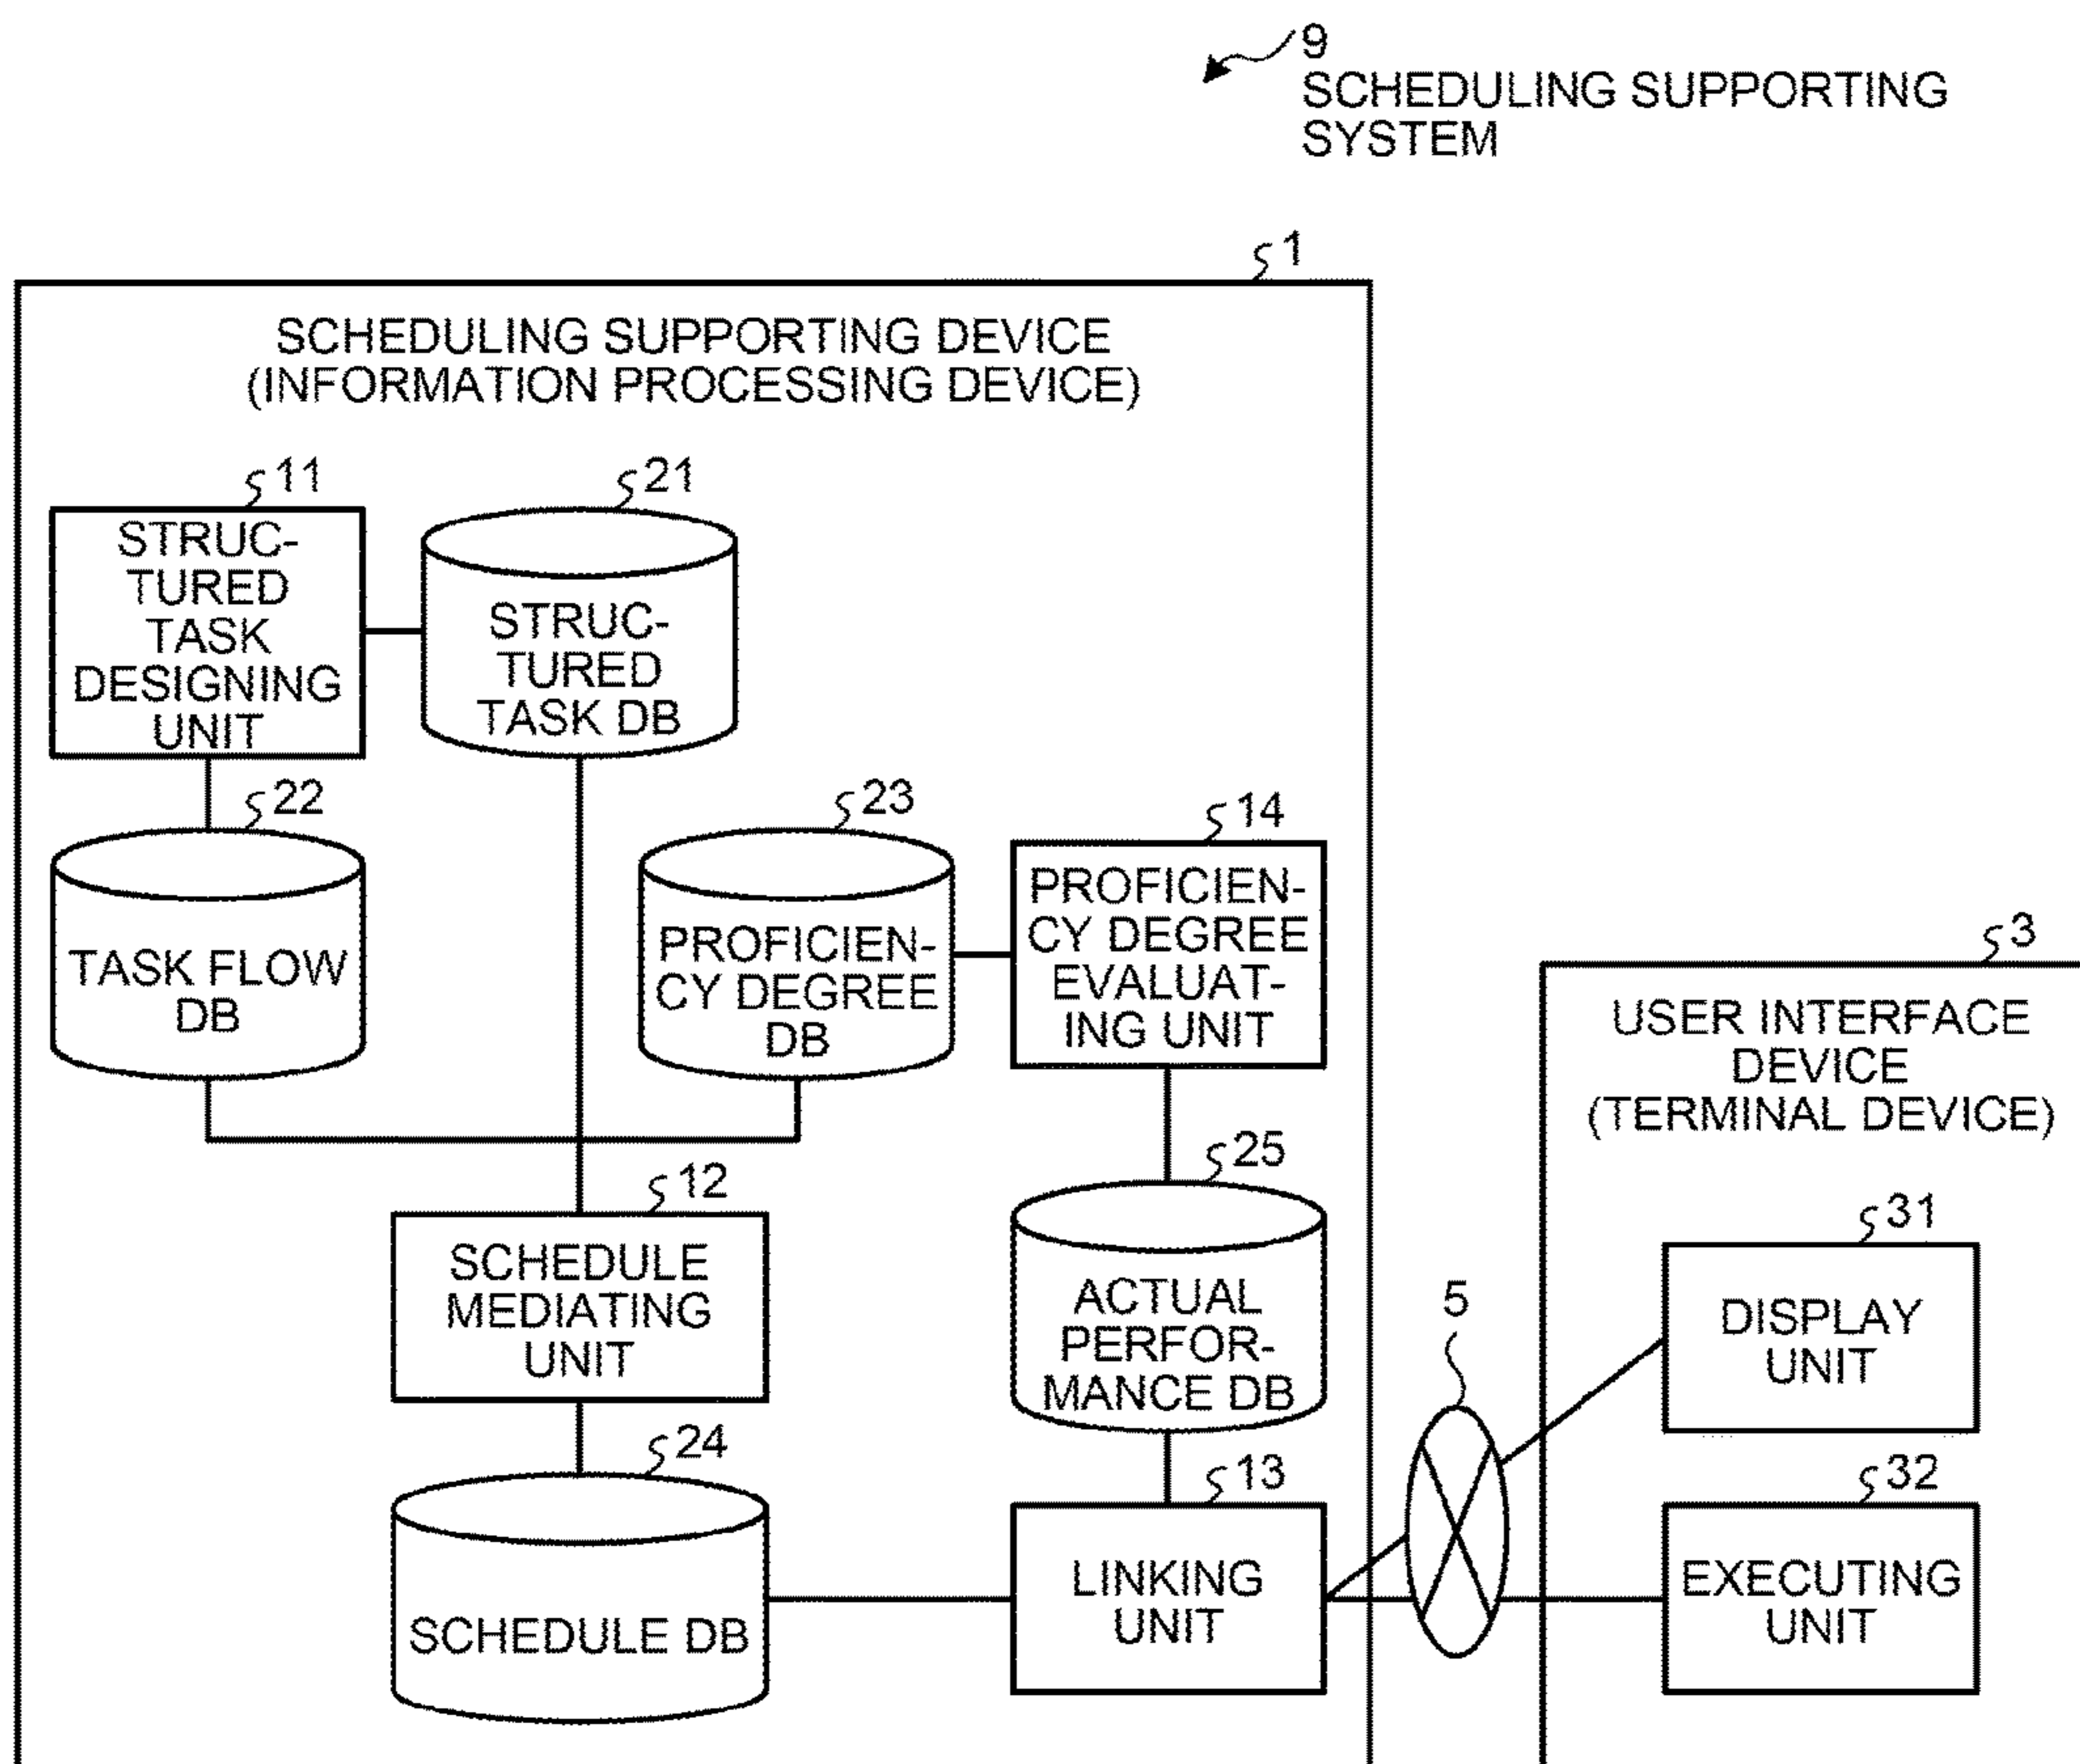 9
SCHEDULING SUPPORTING
SYSTEM
1
SCHEDULING SUPPORTING DEVICE
(INFORMATION PROCESSING DEVICE)
11
STRUC-
TURED
TASK
DESIGNING
UNIT
21
STRUC-
TURED
TASK DB
22
TASK FLOW
DB
23
PROFICIEN-
CY DEGREE
DB
14
PROFICIEN-
CY DEGREE
EVALUAT-
ING UNIT
3
USER INTERFACE
DEVICE
(TERMINAL DEVICE)
12
SCHEDULE
MEDIATING
UNIT
25
ACTUAL
PERFOR-
MANCE DB
5
31
DISPLAY
UNIT
24
SCHEDULE DB
13
LINKING
UNIT
32
EXECUTING
UNIT